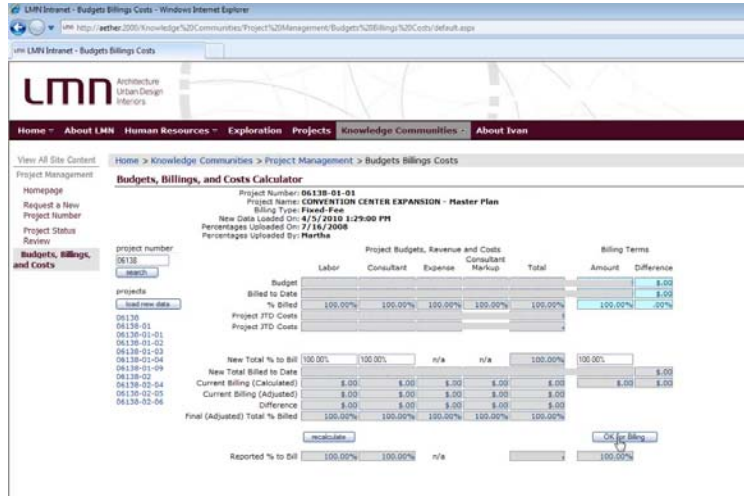 LMN Intranet - Budgets Billings Costs - Windows Internet Explorer
http://aether:2000/Knowledge%20Communities/Project%20Management/Budgets%20Billings%20Costs/default.aspx
LMN Intranet - Budgets Billings Costs
LMN Architecture Urban Design Interiors
Home About LMN Human Resources Exploration Projects Knowledge Communities About Ivan
View All Site Content
Project Management
Homepage
Request a New
Project Number
Project Status
Review
Budgets, Billings,
and Costs
Home > Knowledge Communities > Project Management > Budgets Billings Costs
Budgets, Billings, and Costs Calculator
Project Number: 06138-01-01
Project Name: CONVENTION CENTER EXPANSION - Master Plan
Billing Type: Fixed-Fee
New Data Loaded On: 4/5/2010 1:29:00 PM
Percentages Uploaded On: 7/16/2008
Percentages Uploaded By: Martha
project number
06138
search
projects
load new data
06138
06138-01
06138-01-01
06138-01-02
06138-01-03
06138-01-04
06138-01-09
06138-02
06138-02-04
06138-02-05
06138-02-06
Project Budgets, Revenue and Costs Billing Terms
Labor Consultant Expense Consultant Markup Total Amount Difference
Budget $.00
Billed to Date $.00
% Billed 100.00% 100.00% 100.00% 100.00% 100.00% 100.00% .00%
Project JTD Costs
Project JTD Costs
New Total % to Bill 100.00% 100.00% n/a n/a 100.00% 100.00%
New Total Billed to Date $.00
Current Billing (Calculated) $.00 $.00 $.00 $.00 $.00 $.00 $.00
Current Billing (Adjusted) $.00 $.00 $.00 $.00 $.00
Difference $.00 $.00 $.00 $.00 $.00
Final (Adjusted) Total % Billed 100.00% 100.00% 100.00% 100.00% 100.00%
recalculate OK for Billing
Reported % to Bill 100.00% 100.00% n/a 100.00%